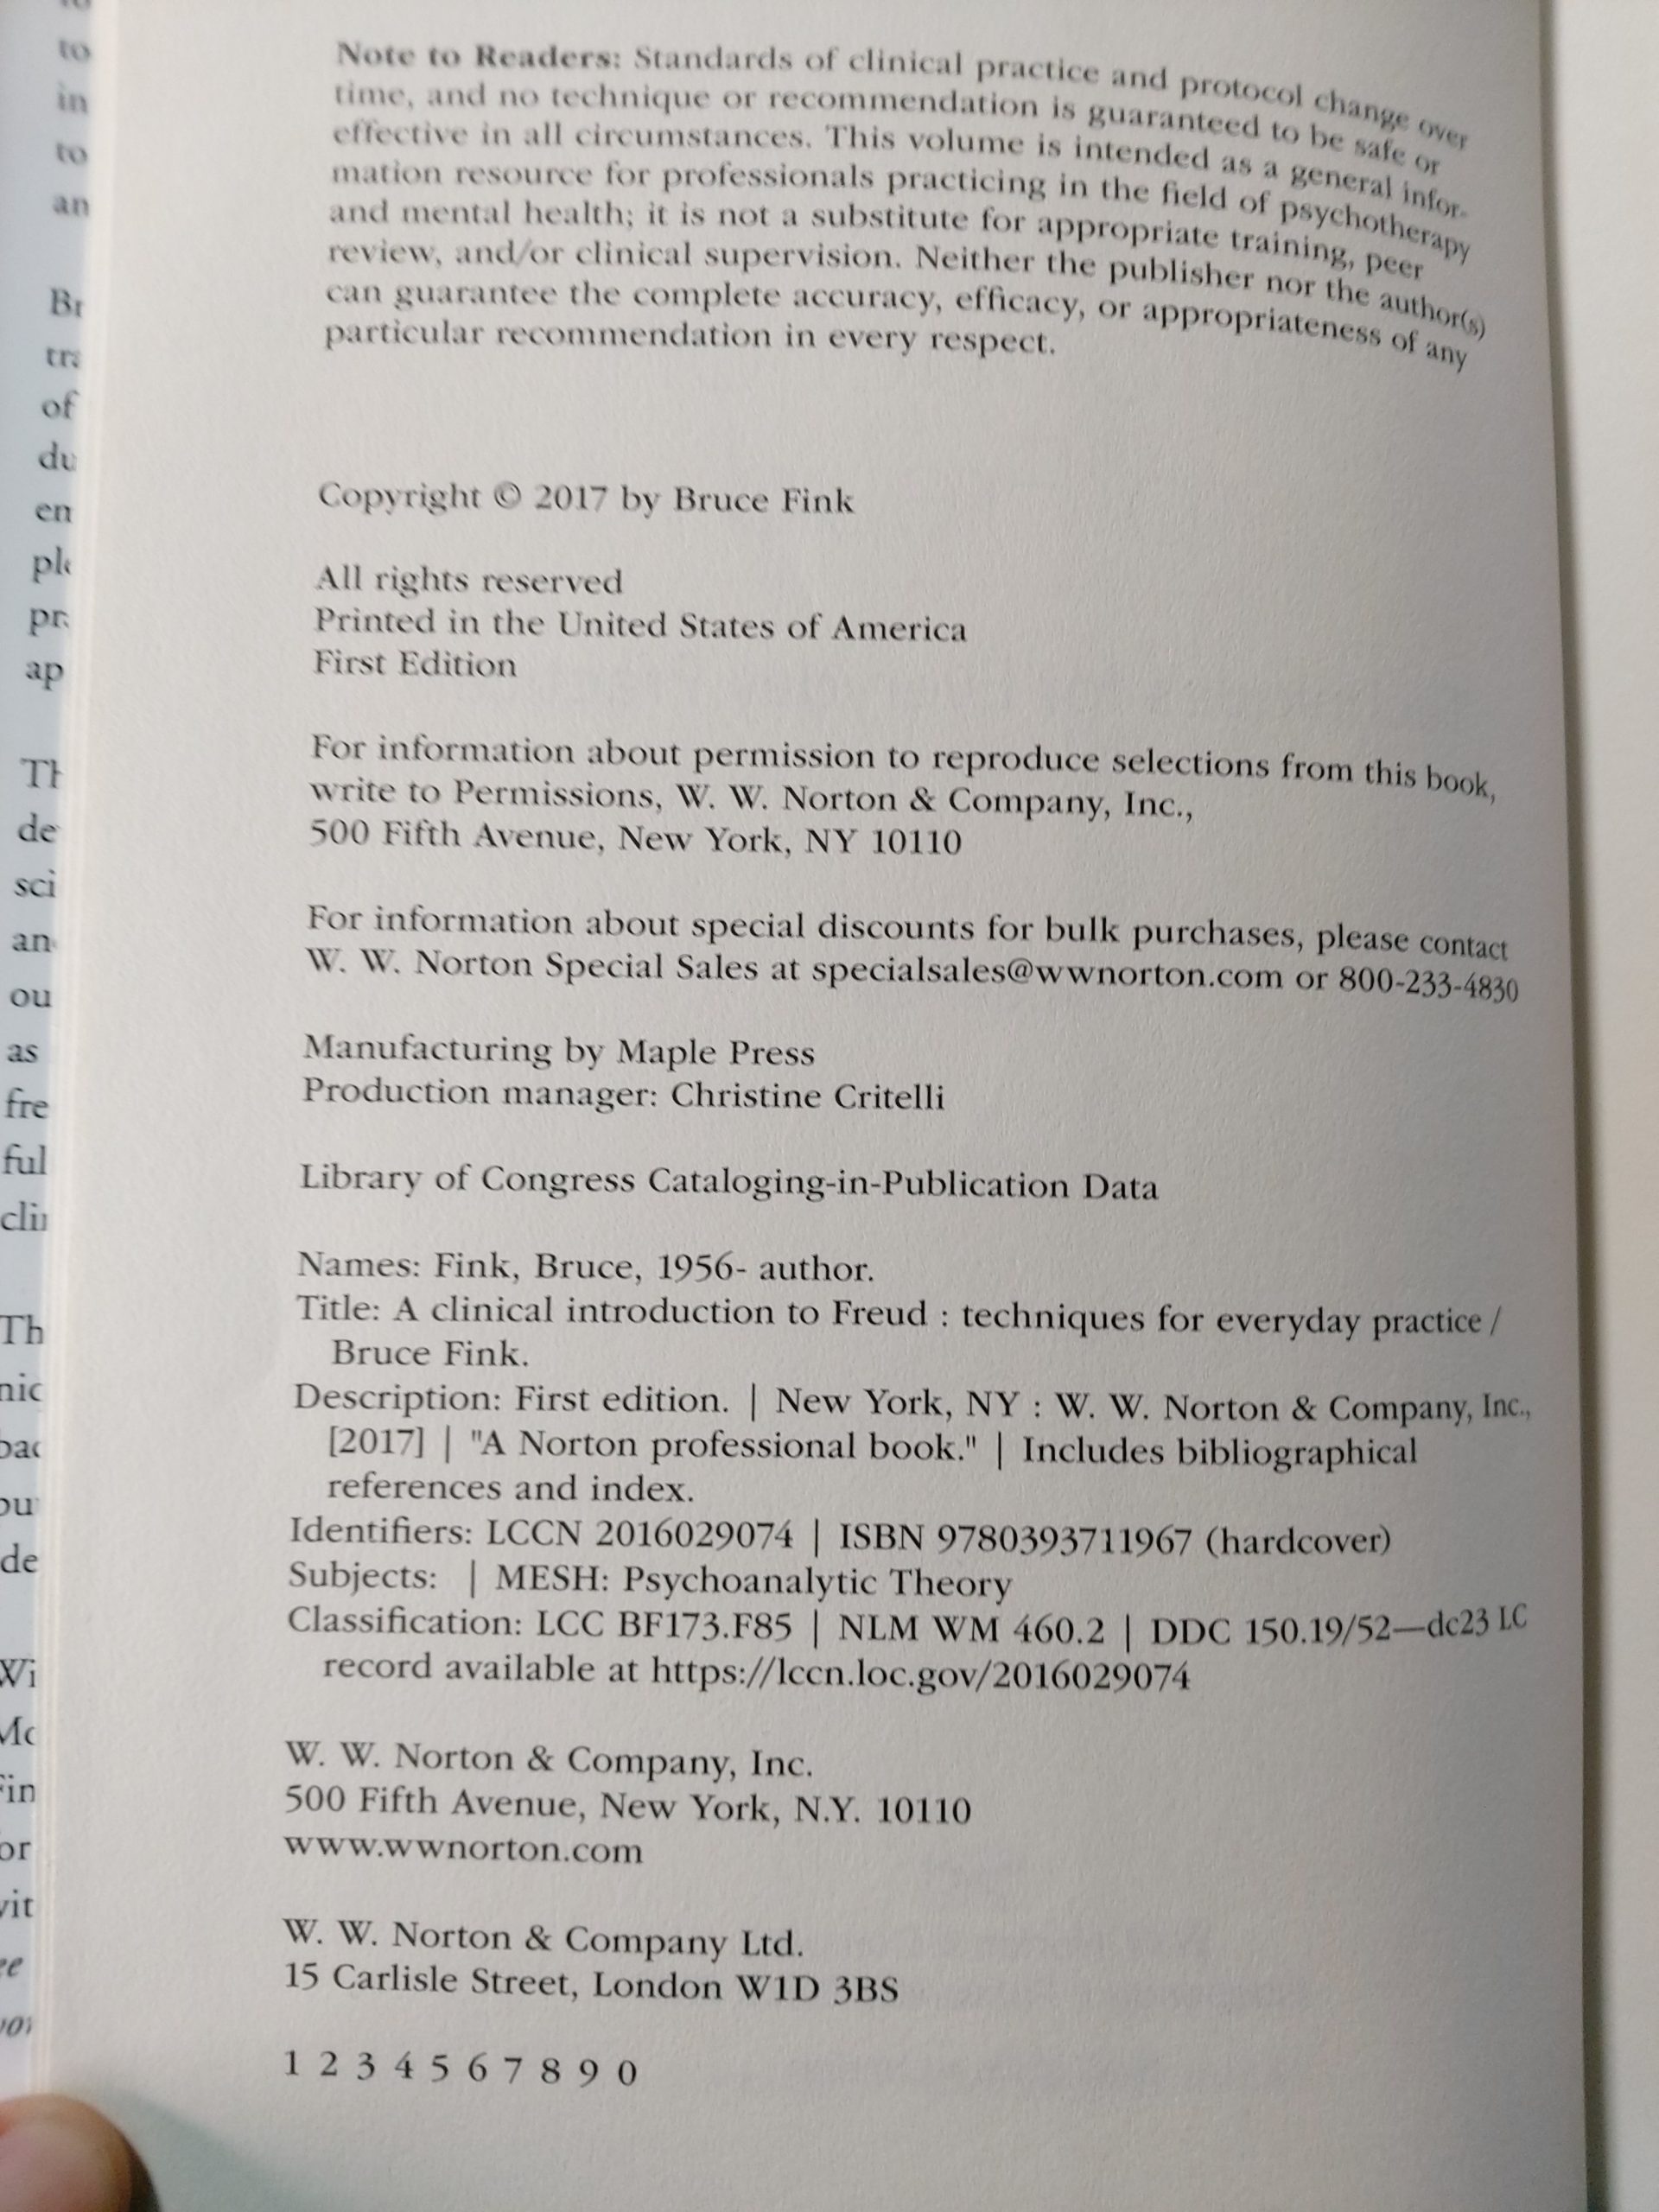 Note to Readers: Standards of clinical practice and protocol change over
time, and no technique or recommendation is guaranteed to be safe or
effective in all circumstances. This volume is intended as a general infor-
mation resource for professionals practicing in the field of psychotherapy
and mental health; it is not a substitute for appropriate training, peer
review, and/or clinical supervision. Neither the publisher nor the author(s)
can guarantee the complete accuracy, efficacy, or appropriateness of any
particular recommendation in every respect.
Copyright © 2017 by Bruce Fink
All rights reserved
Printed in the United States of America
First Edition
For information about permission to reproduce selections from this book,
write to Permissions, W. W. Norton & Company, Inc.,
500 Fifth Avenue, New York, NY 10110
For information about special discounts for bulk purchases, please contact
W. W. Norton Special Sales at specialsales@wwnorton.com or 800-233-4830
Manufacturing by Maple Press
Production manager: Christine Critelli
Library of Congress Cataloging-in-Publication Data
Names: Fink, Bruce, 1956- author.
Title: A clinical introduction to Freud : techniques for everyday practice /
Bruce Fink.
Description: First edition. | New York, NY : W. W. Norton & Company, Inc.,
[2017] | "A Norton professional book." | Includes bibliographical
references and index.
Identifiers: LCCN 2016029074 | ISBN 9780393711967 (hardcover)
Subjects: | MESH: Psychoanalytic Theory
Classification: LCC BF173.F85 | NLM WM 460.2 | DDC 150.19/52—dc23 LC
record available at https://lccn.loc.gov/2016029074
W. W. Norton & Company, Inc.
500 Fifth Avenue, New York, N.Y. 10110
www.wwnorton.com
W. W. Norton & Company Ltd.
15 Carlisle Street, London W1D 3BS
1 2 3 4 5 6 7 8 9 0